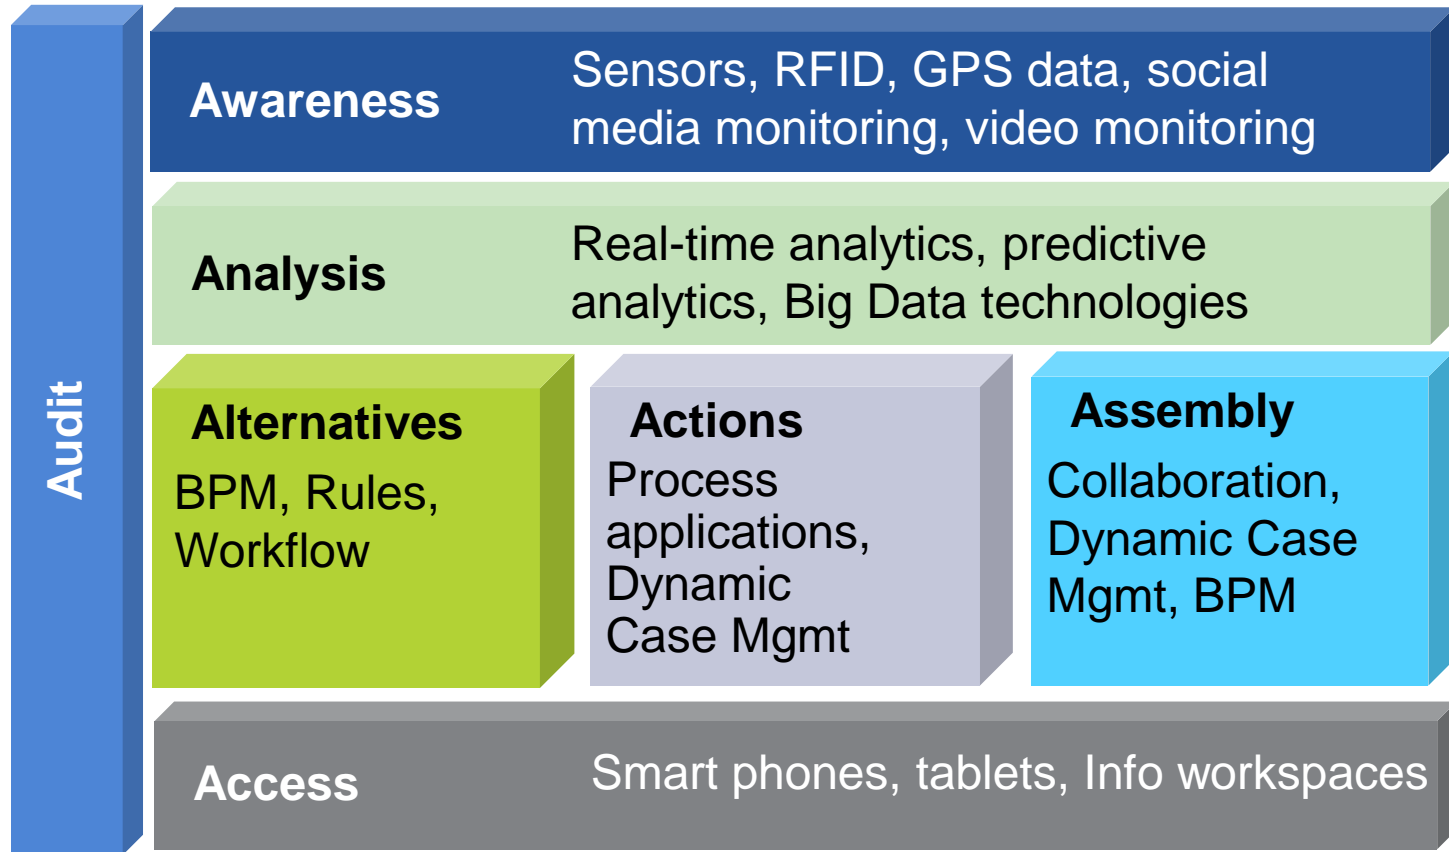 Audit
Awareness
Sensors, RFID, GPS data, social
media monitoring, video monitoring
Analysis
Real-time analytics, predictive
analytics, Big Data technologies
Alternatives
BPM, Rules,
Workflow
Actions
Process
applications,
Dynamic
Case Mgmt
Assembly
Collaboration,
Dynamic Case
Mgmt, BPM
Access
Smart phones, tablets, Info workspaces